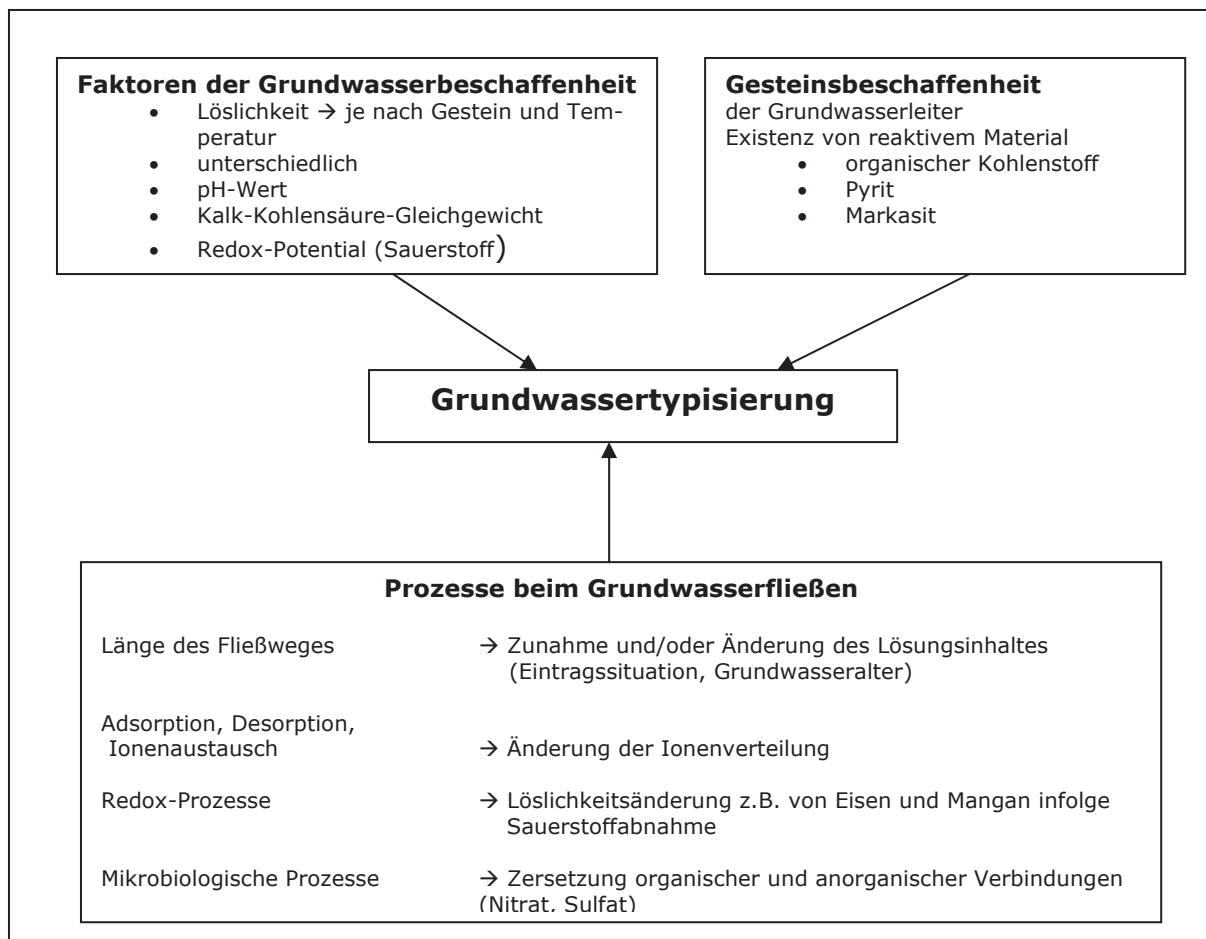 Faktoren der Grundwasserbeschaffenheit
• Löslichkeit → je nach Gestein und Tem-
peratur
• unterschiedlich
• pH-Wert
• Kalk-Kohlensäure-Gleichgewicht
• Redox-Potential (Sauerstoff)
Gesteinsbeschaffenheit
der Grundwasserleiter
Existenz von reaktivem Material
• organischer Kohlenstoff
• Pyrit
• Markasit
Grundwassertypisierung
Prozesse beim Grundwasserfließen
Länge des Fließweges → Zunahme und/oder Änderung des Lösungsinhaltes
(Eintragssituation, Grundwasseralter)
Adsorption, Desorption,
Ionenaustausch → Änderung der Ionenverteilung
Redox-Prozesse → Löslichkeitsänderung z.B. von Eisen und Mangan infolge
Sauerstoffabnahme
Mikrobiologische Prozesse → Zersetzung organischer und anorganischer Verbindungen
(Nitrat, Sulfat)